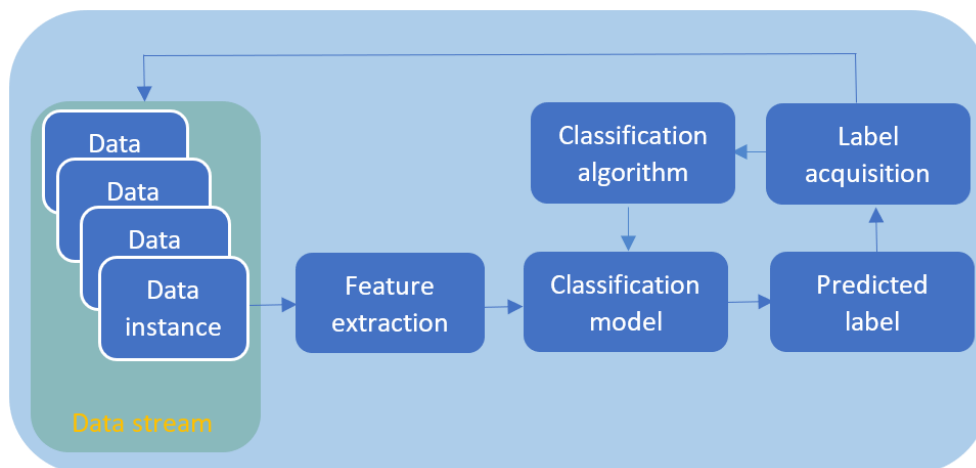 Data
Data
Data
Data
instance
Data stream
Feature
extraction
Classification
algorithm
Classification
model
Label
acquisition
Predicted
label